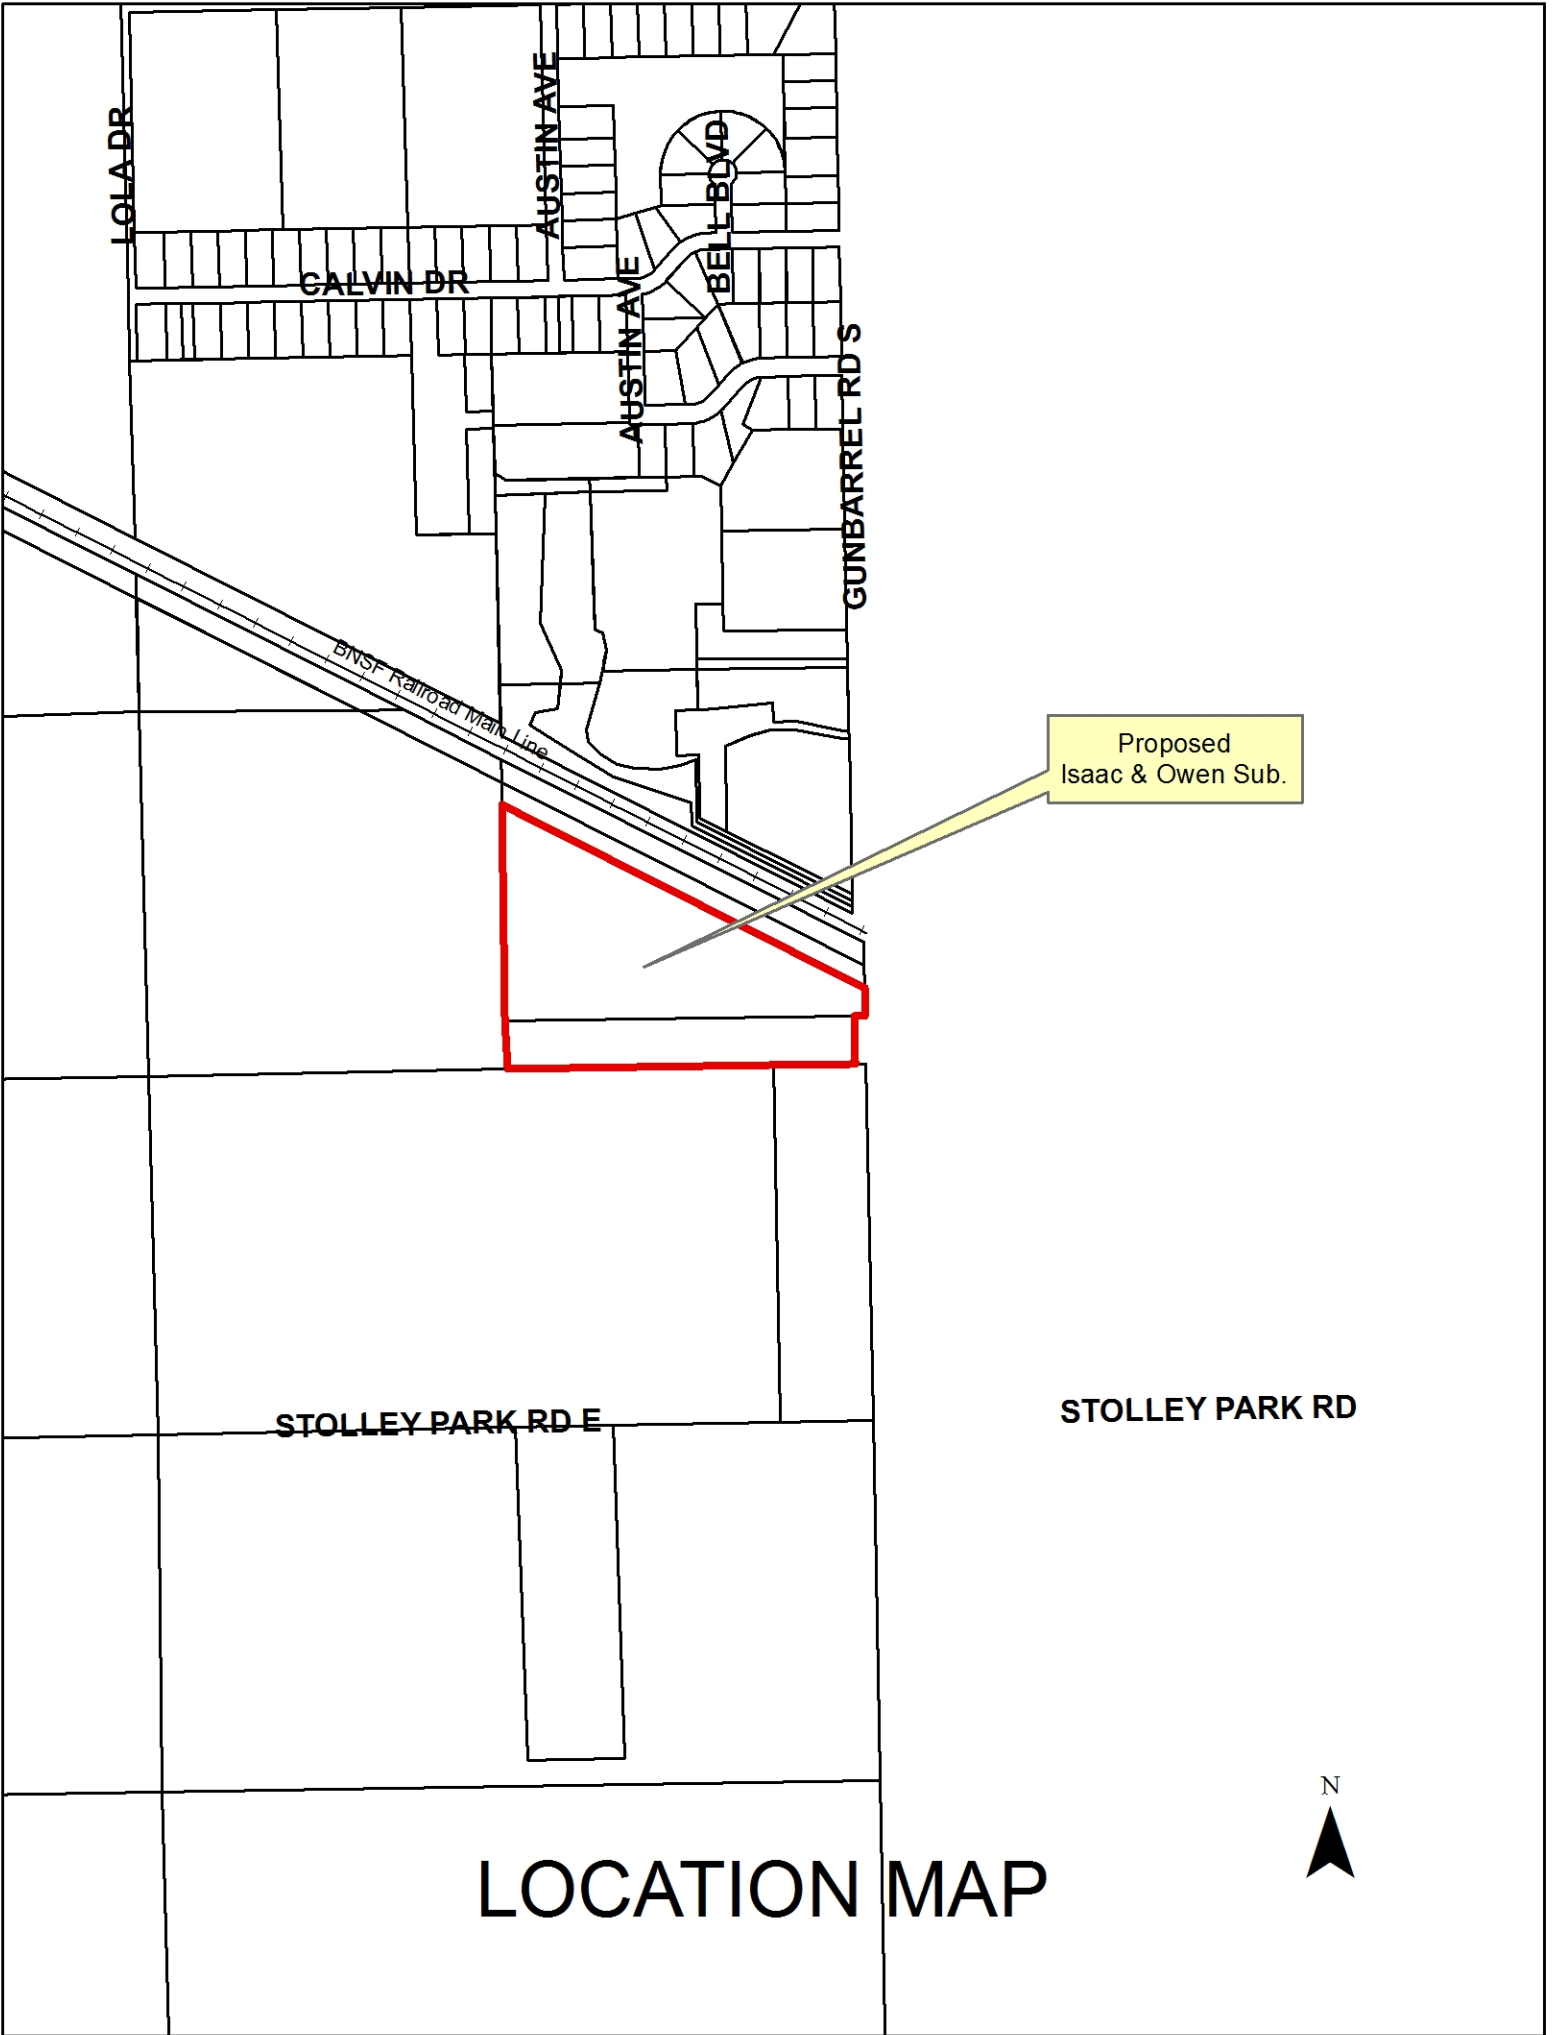 LOLA DR
AUSTIN AVE
BELL BLVD
CALVIN DR
AUSTIN AVE
GUNBARREL RD S
BNSF Railroad Main Line
Proposed
Isaac & Owen Sub.
STOLLEY PARK RD E
STOLLEY PARK RD
N
LOCATION MAP